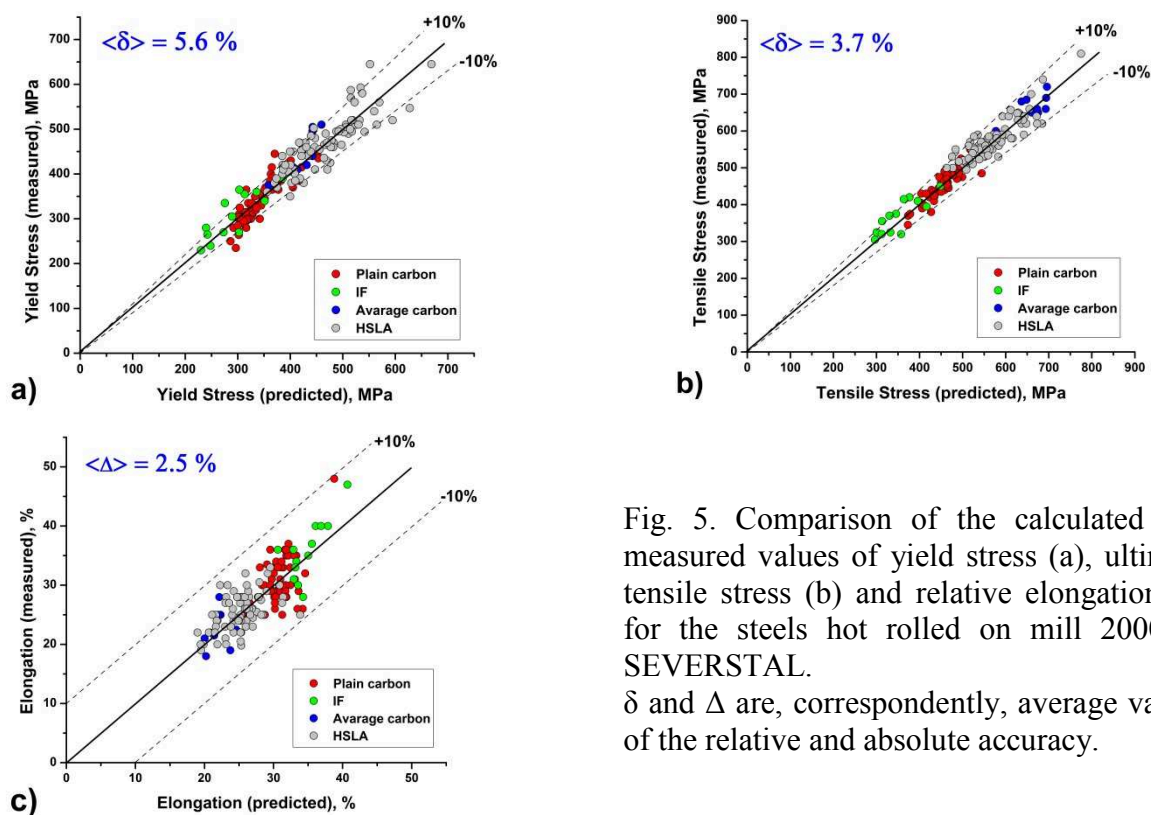 <δ> = 5.6 %
+10%
-10%
700
600
500
400
300
200
100
0
Yield Stress (measured), MPa
0 100 200 300 400 500 600 700
Yield Stress (predicted), MPa
Plain carbon
IF
Avarage carbon
HSLA
a)
<δ> = 3.7 %
+10%
-10%
900
800
700
600
500
400
300
200
100
0
Tensile Stress (measured), MPa
0 100 200 300 400 500 600 700 800 900
Tensile Stress (predicted), MPa
Plain carbon
IF
Avarage carbon
HSLA
b)
<Δ> = 2.5 %
+10%
-10%
50
40
30
20
10
0
Elongation (measured), %
0 10 20 30 40 50
Elongation (predicted), %
Plain carbon
IF
Avarage carbon
HSLA
c)
Fig. 5. Comparison of the calculated
measured values of yield stress (a), ultim
tensile stress (b) and relative elongation
for the steels hot rolled on mill 2000
SEVERSTAL.
δ and Δ are, correspondently, average va
of the relative and absolute accuracy.